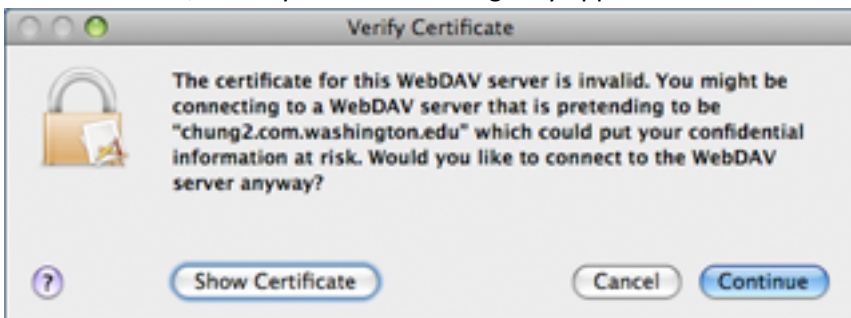 Verify Certificate
The certificate for this WebDAV server is invalid. You might be
connecting to a WebDAV server that is pretending to be
"chung2.com.washington.edu" which could put your confidential
information at risk. Would you like to connect to the WebDAV
server anyway?
?
Show Certificate
Cancel
Continue